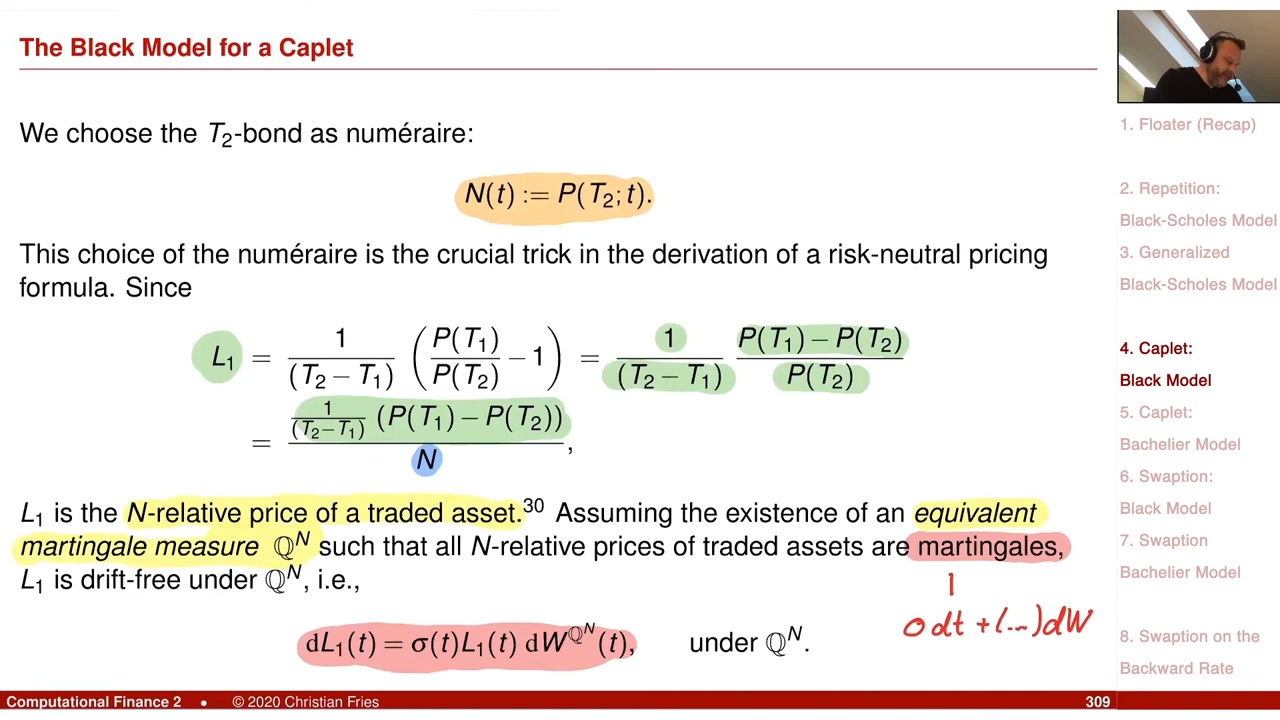 The Black Model for a Caplet
We choose the T₂-bond as numéraire:
N(t) := P(T₂; t).
This choice of the numéraire is the crucial trick in the derivation of a risk-neutral pricing
formula. Since
L₁ = 1/(T₂ − T₁) (P(T₁)/P(T₂) − 1) = 1/(T₂ − T₁) (P(T₁) − P(T₂))/P(T₂)
= (1/(T₂−T₁) (P(T₁) − P(T₂)))/N,
L₁ is the N-relative price of a traded asset.³⁰ Assuming the existence of an equivalent
martingale measure ℚᴺ such that all N-relative prices of traded assets are martingales,
L₁ is drift-free under ℚᴺ, i.e.,
0 dt + (...) dW
dL₁(t) = σ(t)L₁(t) dW^ℚᴺ(t), under ℚᴺ.
1. Floater (Recap)
2. Repetition:
Black-Scholes Model
3. Generalized
Black-Scholes Model
4. Caplet:
Black Model
5. Caplet:
Bachelier Model
6. Swaption:
Black Model
7. Swaption
Bachelier Model
8. Swaption on the
Backward Rate
Computational Finance 2 • © 2020 Christian Fries 309